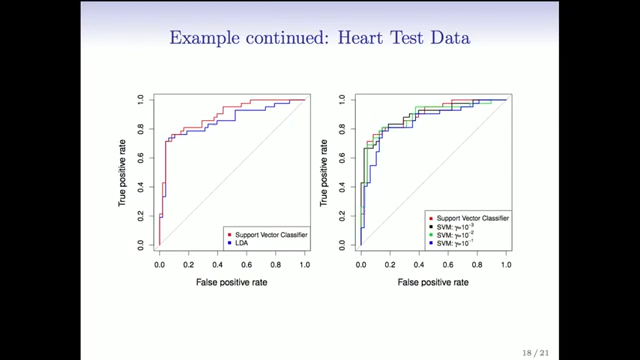 Example continued: Heart Test Data
True positive rate
1.0
0.8
0.6
0.4
0.2
0.0
Support Vector Classifier
LDA
0.0 0.2 0.4 0.6 0.8 1.0
False positive rate
True positive rate
1.0
0.8
0.6
0.4
0.2
0.0
Support Vector Classifier
SVM: γ=10⁻³
SVM: γ=10⁻²
SVM: γ=10⁻¹
0.0 0.2 0.4 0.6 0.8 1.0
False positive rate
18 / 21